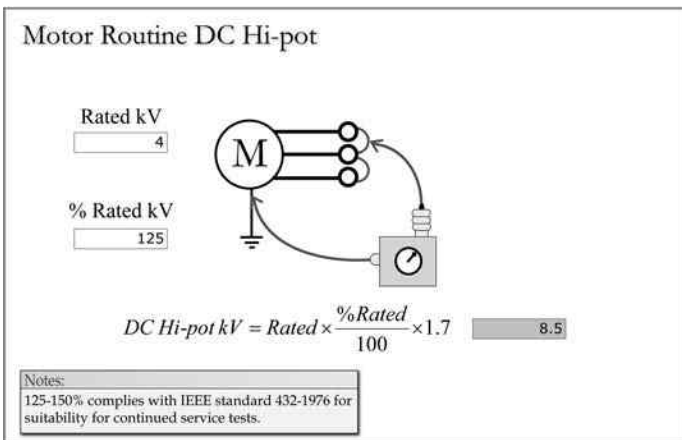 Motor Routine DC Hi-pot
Rated kV
4
M
% Rated kV
125
DC Hi-pot kV = Rated × %Rated / 100 × 1.7
8.5
Notes:
125-150% complies with IEEE standard 432-1976 for
suitability for continued service tests.